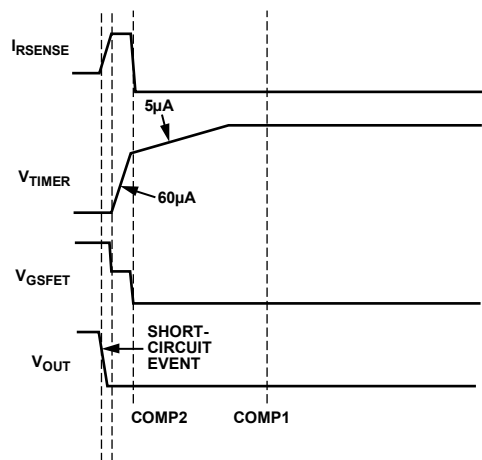 IRSENSE
5µA
VTIMER
60µA
VGSFET
SHORT-
CIRCUIT
EVENT
VOUT
COMP2
COMP1